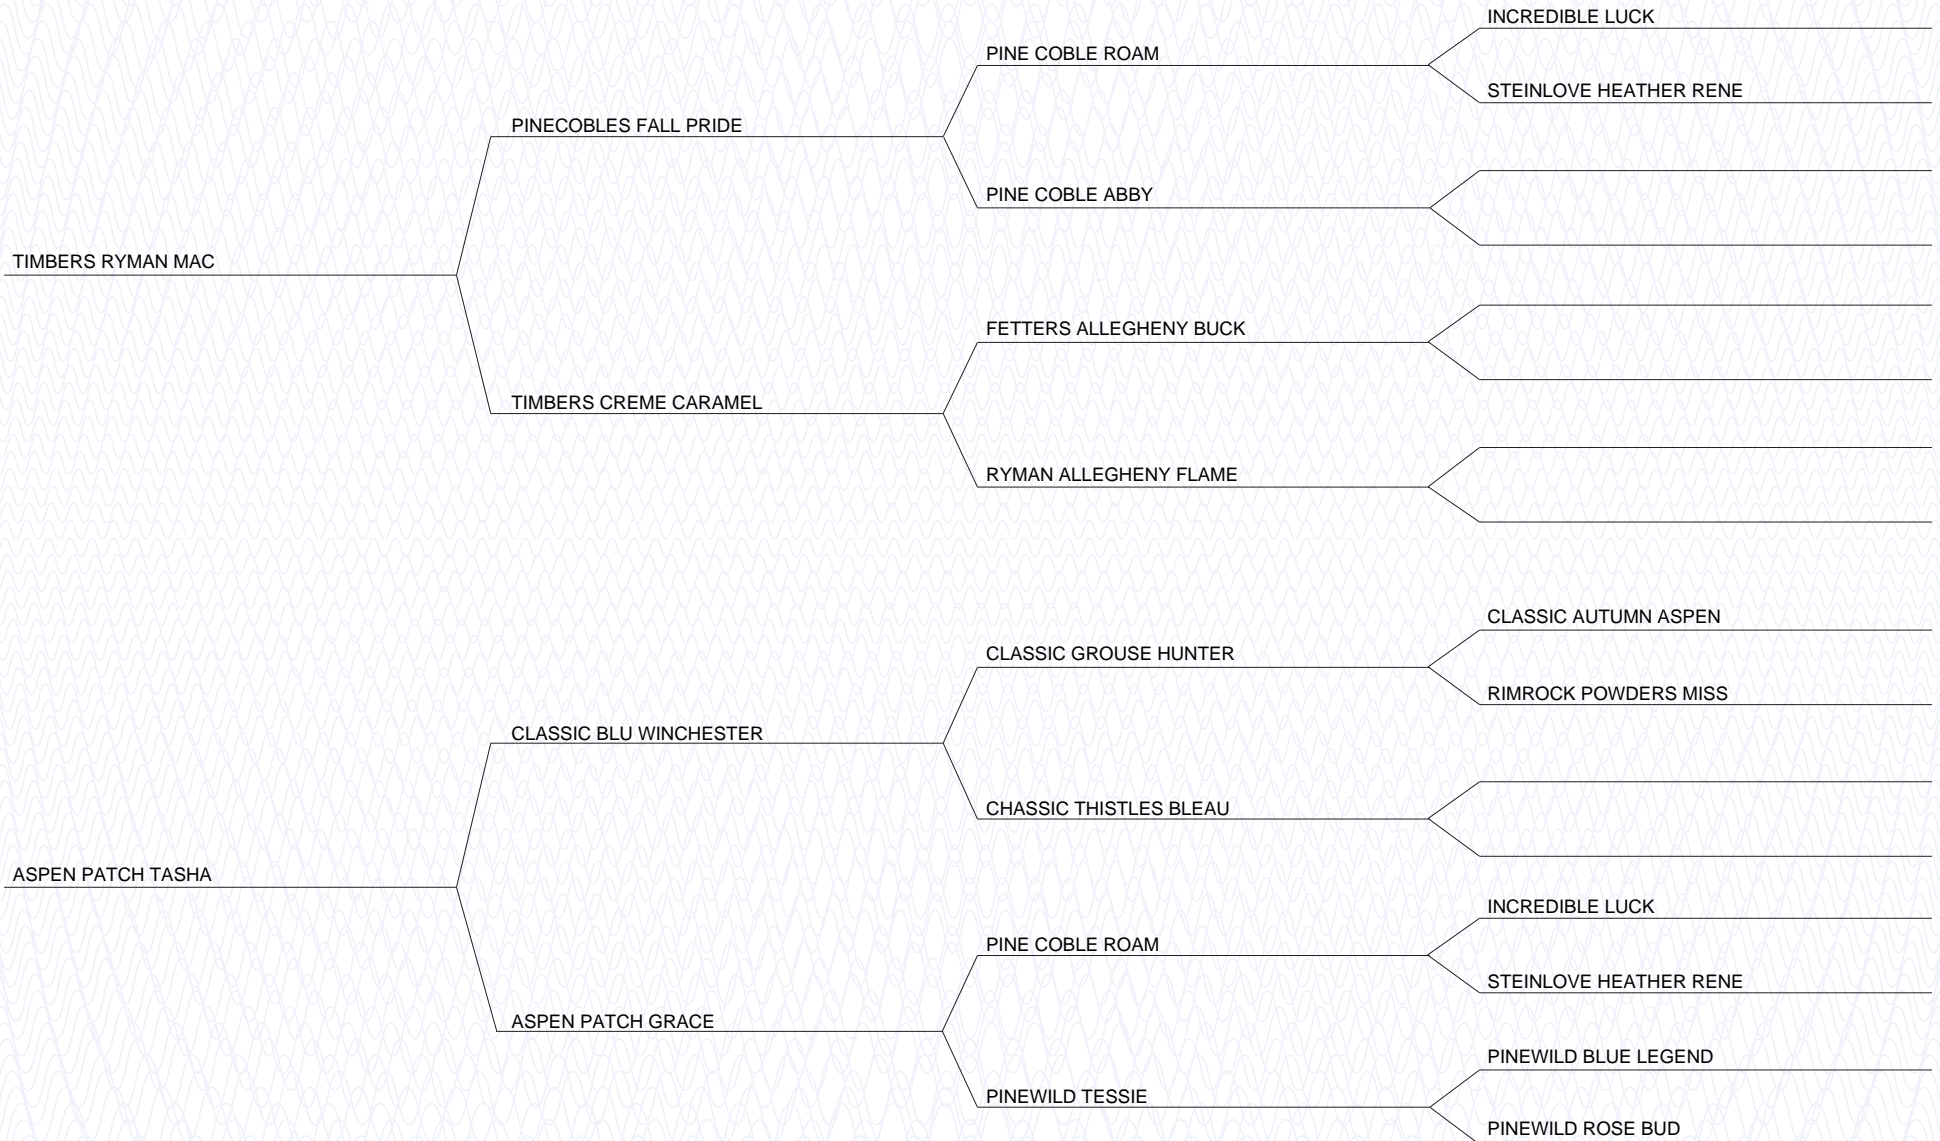 INCREDIBLE LUCK
PINE COBLE ROAM
STEINLOVE HEATHER RENE
PINECOBLES FALL PRIDE
PINE COBLE ABBY
TIMBERS RYMAN MAC
FETTERS ALLEGHENY BUCK
TIMBERS CREME CARAMEL
RYMAN ALLEGHENY FLAME
CLASSIC AUTUMN ASPEN
CLASSIC GROUSE HUNTER
RIMROCK POWDERS MISS
CLASSIC BLU WINCHESTER
CHASSIC THISTLES BLEAU
ASPEN PATCH TASHA
INCREDIBLE LUCK
PINE COBLE ROAM
STEINLOVE HEATHER RENE
ASPEN PATCH GRACE
PINEWILD BLUE LEGEND
PINEWILD TESSIE
PINEWILD ROSE BUD